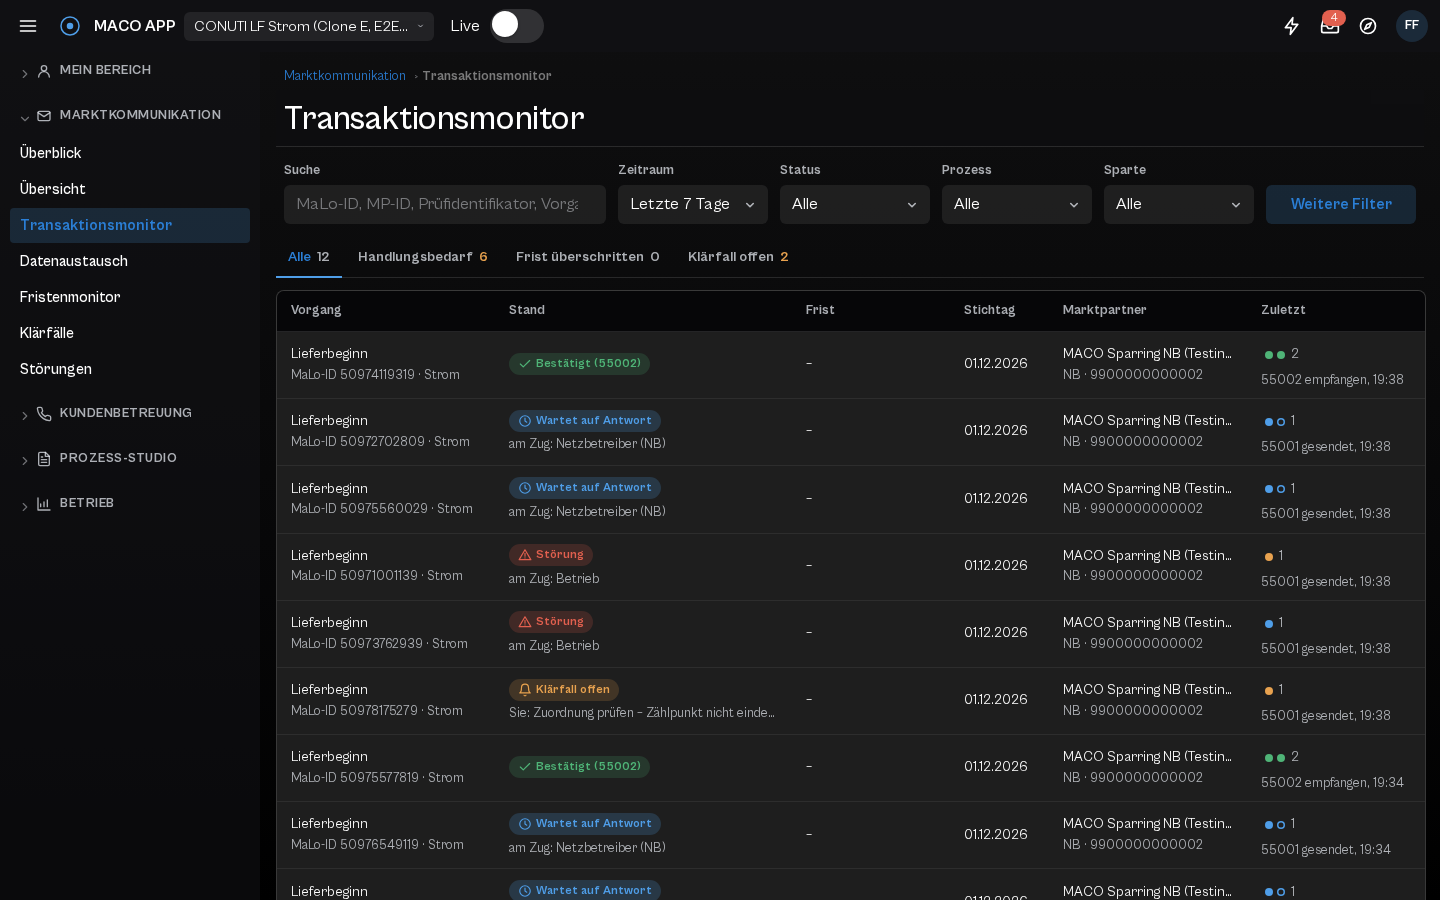 MACO APP
CONUTI LF Strom (Clone E, E2E...
Live
4
FF
MEIN BEREICH
MARKTKOMMUNIKATION
Überblick
Übersicht
Transaktionsmonitor
Datenaustausch
Fristenmonitor
Klärfälle
Störungen
KUNDENBETREUUNG
PROZESS-STUDIO
BETRIEB
Marktkommunikation › Transaktionsmonitor
Transaktionsmonitor
Suche Zeitraum Status Prozess Sparte
MaLo-ID, MP-ID, Prüfidentifikator, Vorga Letzte 7 Tage Alle Alle Alle Weitere Filter
Alle 12 Handlungsbedarf 6 Frist überschritten 0 Klärfall offen 2
Vorgang Stand Frist Stichtag Marktpartner Zuletzt
Lieferbeginn Bestätigt (55002) – 01.12.2026 MACO Sparring NB (Testin... 2
MaLo-ID 50974119319 · Strom NB · 9900000000002 55002 empfangen, 19:38
Lieferbeginn Wartet auf Antwort – 01.12.2026 MACO Sparring NB (Testin... 1
MaLo-ID 50972702809 · Strom am Zug: Netzbetreiber (NB) NB · 9900000000002 55001 gesendet, 19:38
Lieferbeginn Wartet auf Antwort – 01.12.2026 MACO Sparring NB (Testin... 1
MaLo-ID 50975560029 · Strom am Zug: Netzbetreiber (NB) NB · 9900000000002 55001 gesendet, 19:38
Lieferbeginn Störung – 01.12.2026 MACO Sparring NB (Testin... 1
MaLo-ID 50971001139 · Strom am Zug: Betrieb NB · 9900000000002 55001 gesendet, 19:38
Lieferbeginn Störung – 01.12.2026 MACO Sparring NB (Testin... 1
MaLo-ID 50973762939 · Strom am Zug: Betrieb NB · 9900000000002 55001 gesendet, 19:38
Lieferbeginn Klärfall offen – 01.12.2026 MACO Sparring NB (Testin... 1
MaLo-ID 50978175279 · Strom Sie: Zuordnung prüfen – Zählpunkt nicht einde... NB · 9900000000002 55001 gesendet, 19:38
Lieferbeginn Bestätigt (55002) – 01.12.2026 MACO Sparring NB (Testin... 2
MaLo-ID 50975577819 · Strom NB · 9900000000002 55002 empfangen, 19:34
Lieferbeginn Wartet auf Antwort – 01.12.2026 MACO Sparring NB (Testin... 1
MaLo-ID 50976549119 · Strom am Zug: Netzbetreiber (NB) NB · 9900000000002 55001 gesendet, 19:34
Lieferbeginn Wartet auf Antwort 01.12.2026 MACO Sparring NB (Testin... 1